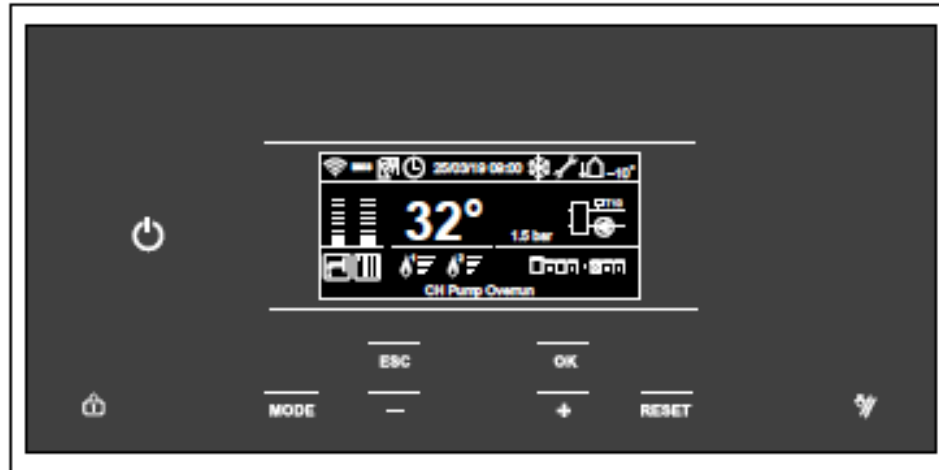 25/03/19 09:00
-10°
32°
1.5 bar
CH Pump Overrun
ESC
OK
MODE
−
+
RESET